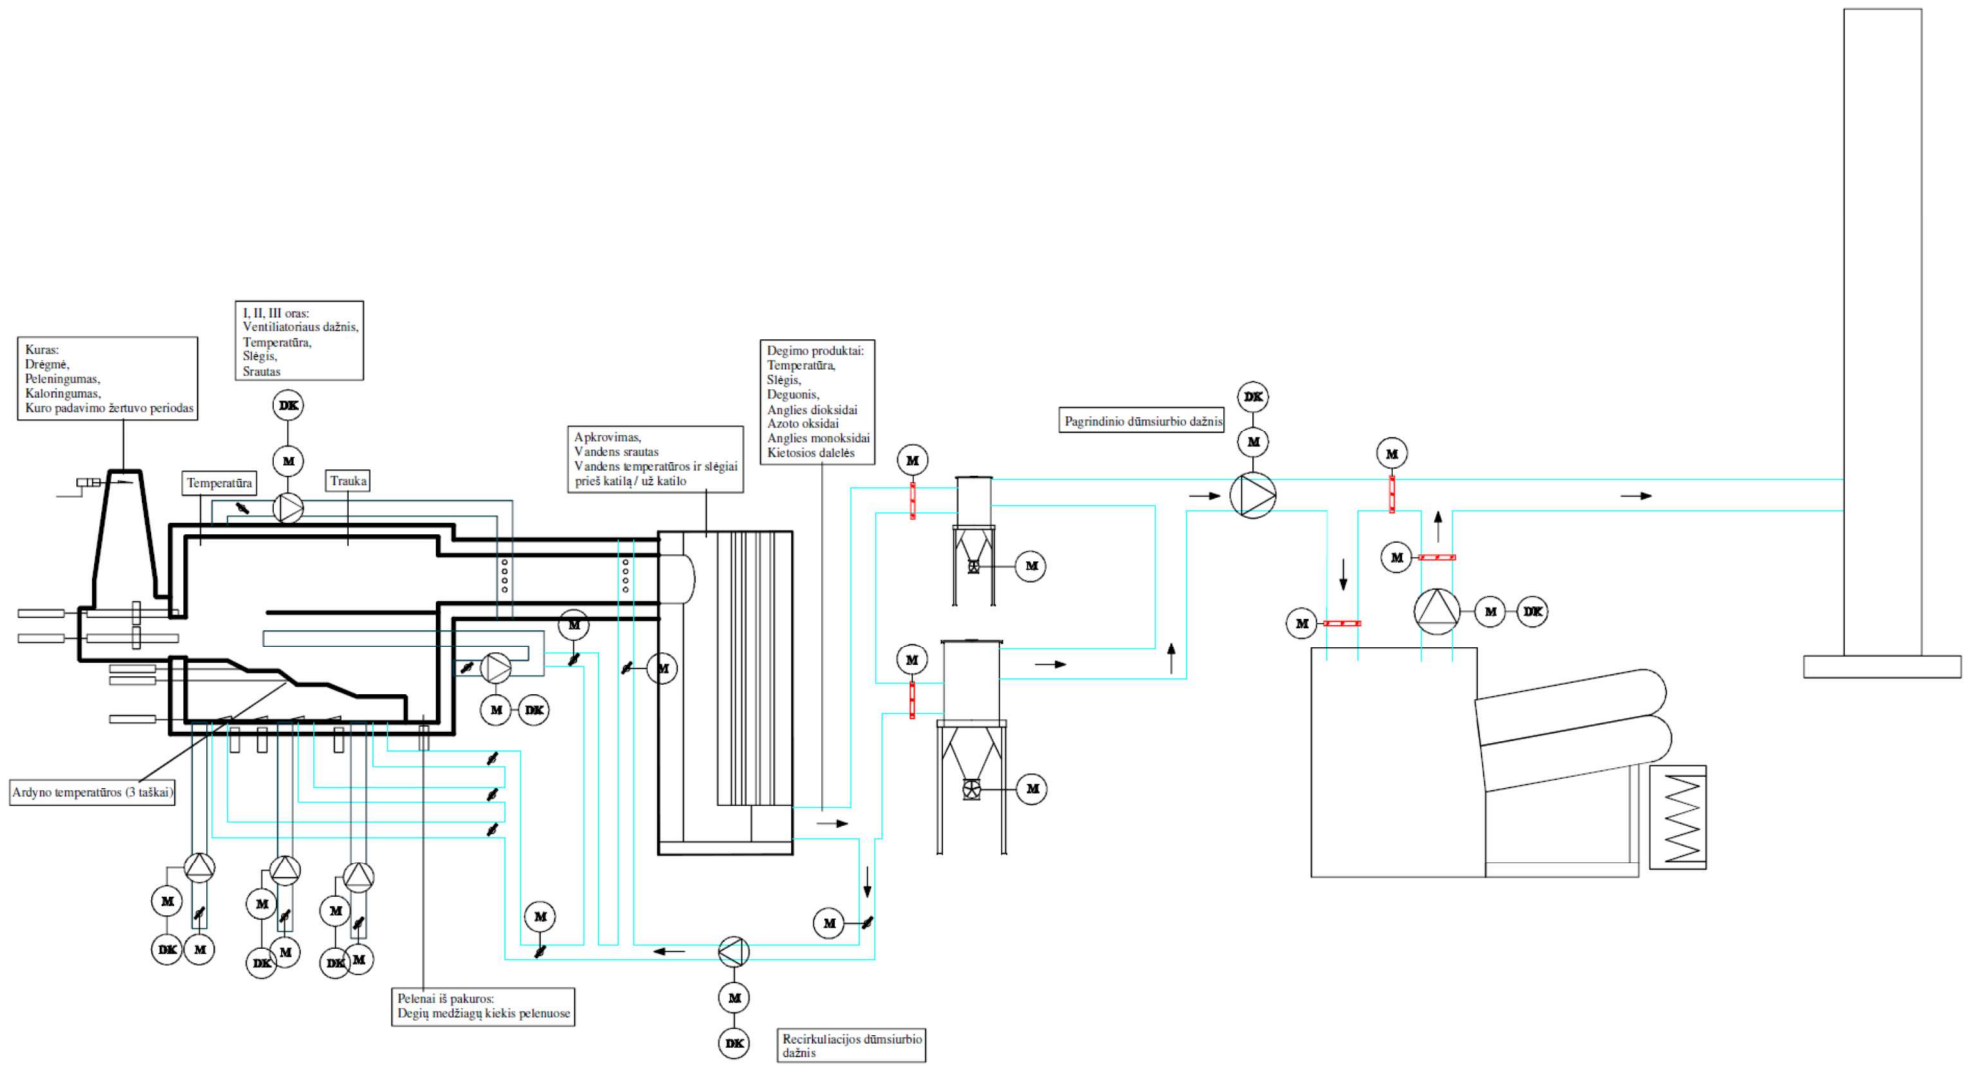 I, II, III oras:
Ventiliatoriaus dažnis,
Temperatūra,
Slėgis,
Srautas
Kuras:
Drėgmė,
Peleningumas,
Kaloringumas,
Kuro padavimo žertuvo periodas
Degimo produktai:
Temperatūra,
Slėgis,
Deguonis,
Anglies dioksidai
Azoto oksidai
Anglies monoksidai
Kietosios dalelės
DK
DK
Pagrindinio dūmsiurbio dažnis
Apkrovimas,
Vandens srautas
Vandens temperatūros ir slėgiai
prieš katilą / už katilo
M
M
M
M
Temperatūra
Trauka
M
M
M
M
M
DK
M
M
M
M
DK
Ardyno temperatūros (3 taškai)
M
M
M
M
M
M
DK
M
DK
M
DK
M
Pelenai iš pakuros:
Degių medžiagų kiekis pelenuose
M
DK
Recirkuliacijos dūmsiurbio
dažnis